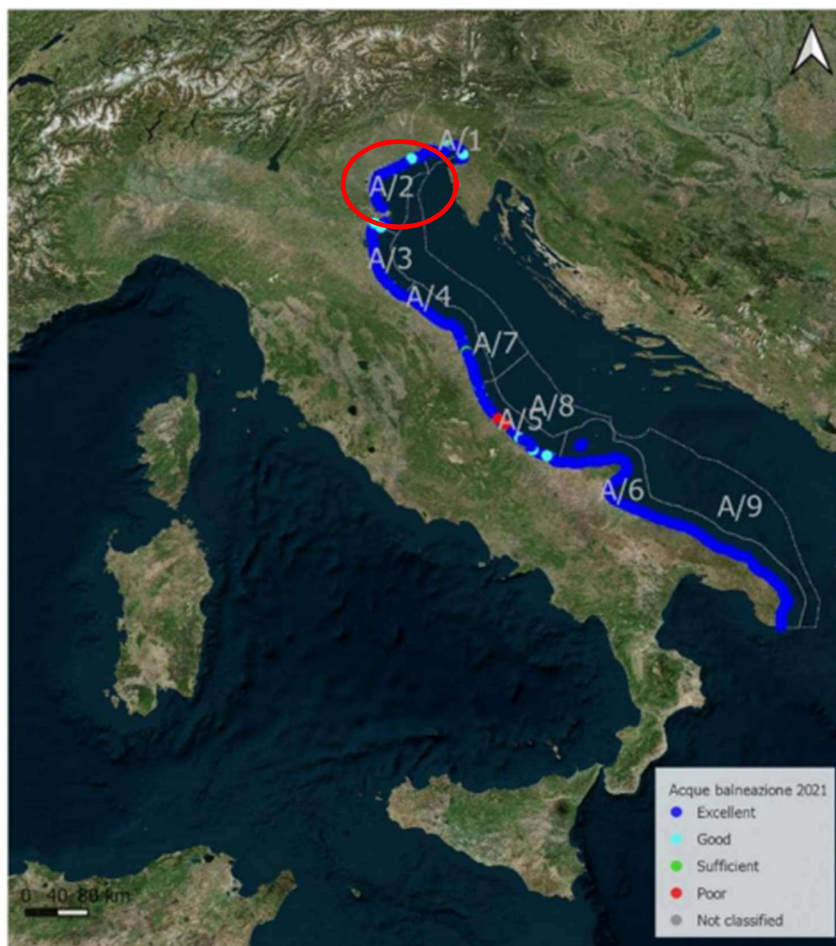 A/1
A/2
A/3
A/4
A/7
A/8
A/5
A/6
A/9
Acque balneazione 2021
Excellent
Good
Sufficient
Poor
Not classified
0 40 80 km